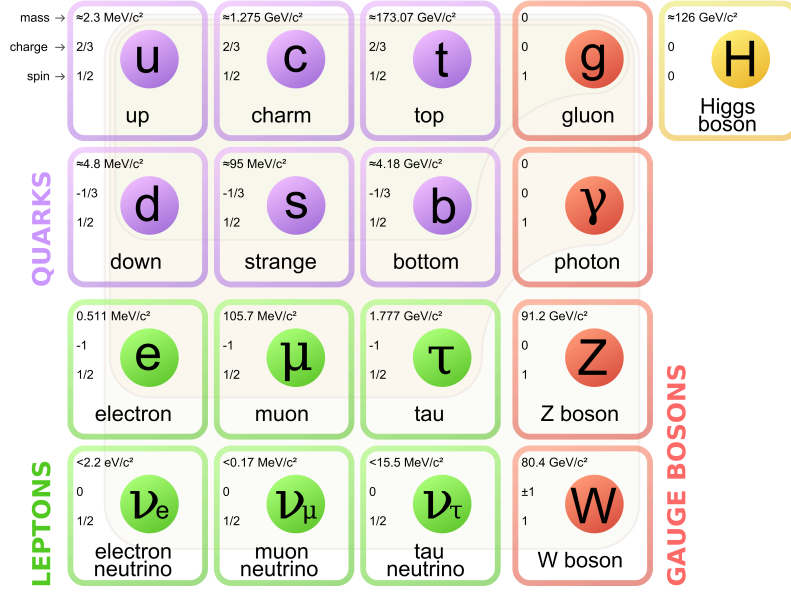 mass →
charge →
spin →
≈2.3 MeV/c²
2/3
1/2
u
up
≈1.275 GeV/c²
2/3
1/2
c
charm
≈173.07 GeV/c²
2/3
1/2
t
top
0
0
1
g
gluon
≈126 GeV/c²
0
0
H
Higgs
boson
QUARKS
≈4.8 MeV/c²
-1/3
1/2
d
down
≈95 MeV/c²
-1/3
1/2
s
strange
≈4.18 GeV/c²
-1/3
1/2
b
bottom
0
0
1
γ
photon
0.511 MeV/c²
-1
1/2
e
electron
105.7 MeV/c²
-1
1/2
μ
muon
1.777 GeV/c²
-1
1/2
τ
tau
91.2 GeV/c²
0
1
Z
Z boson
LEPTONS
<2.2 eV/c²
0
1/2
νe
electron
neutrino
<0.17 MeV/c²
0
1/2
νμ
muon
neutrino
<15.5 MeV/c²
0
1/2
ντ
tau
neutrino
80.4 GeV/c²
±1
1
W
W boson
GAUGE BOSONS